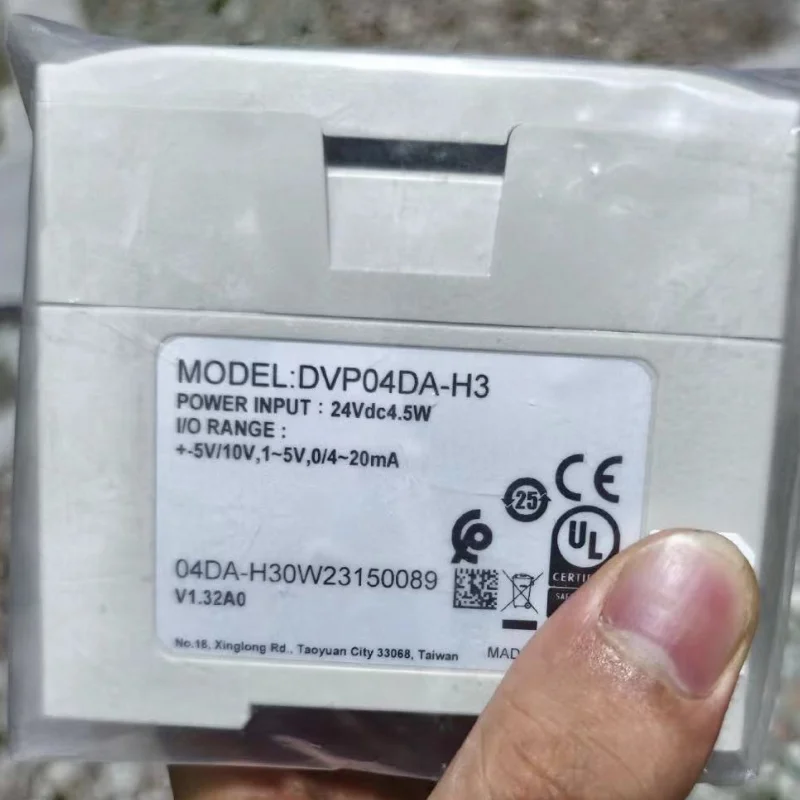 MODEL:DVP04DA-H3
POWER INPUT : 24Vdc4.5W
I/O RANGE :
+-5V/10V,1~5V,0/4~20mA
CE
25
UL
04DA-H30W23150089
V1.32A0
No.18, Xinglong Rd., Taoyuan City 33068, Taiwan